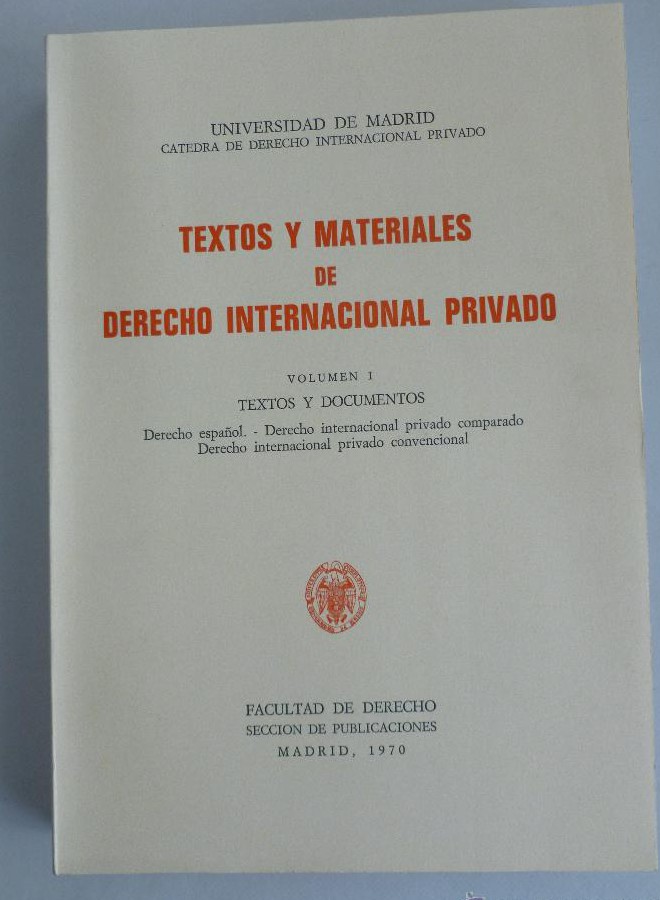 UNIVERSIDAD DE MADRID
CATEDRA DE DERECHO INTERNACIONAL PRIVADO
TEXTOS Y MATERIALES
DE
DERECHO INTERNACIONAL PRIVADO
VOLUMEN I
TEXTOS Y DOCUMENTOS
Derecho español. - Derecho internacional privado comparado
Derecho internacional privado convencional
FACULTAD DE DERECHO
SECCION DE PUBLICACIONES
MADRID, 1970